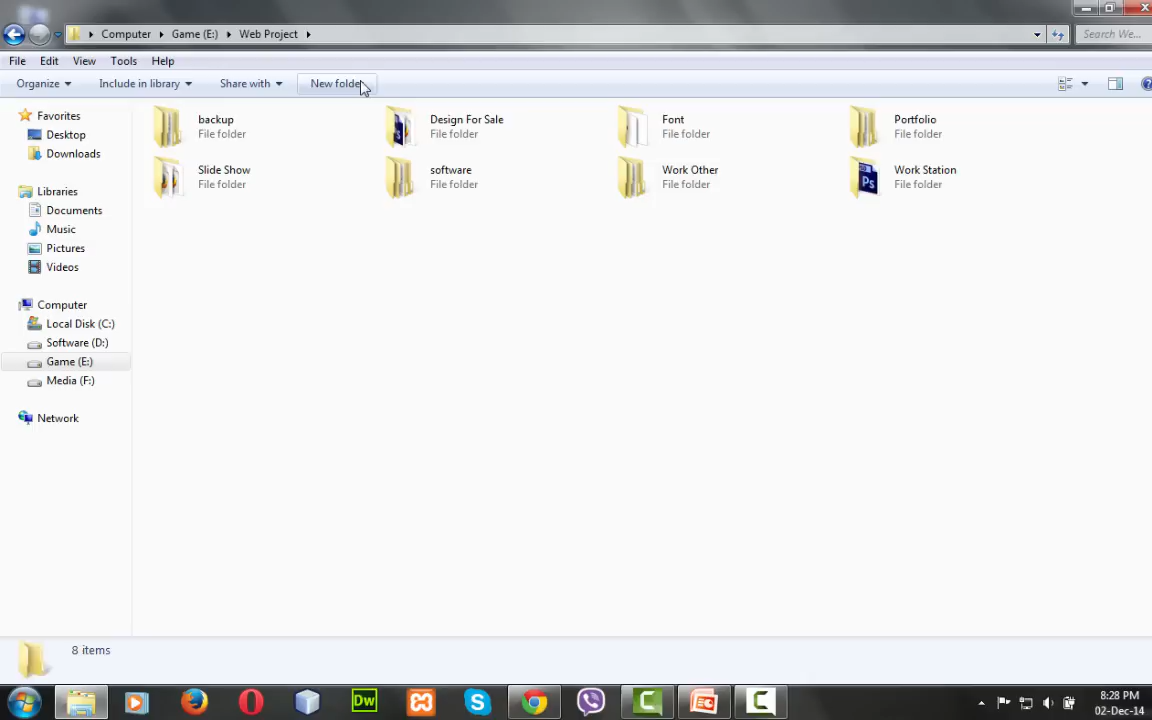 Computer Game (E:) Web Project Search We...
File Edit View Tools Help
Organize Include in library Share with New folder
Favorites
Desktop
Downloads
Libraries
Documents
Music
Pictures
Videos
Computer
Local Disk (C:)
Software (D:)
Game (E:)
Media (F:)
Network
backup
File folder
Design For Sale
File folder
Font
File folder
Portfolio
File folder
Slide Show
File folder
software
File folder
Work Other
File folder
Work Station
File folder
Ps
8 items
Dw
8:28 PM
02-Dec-14